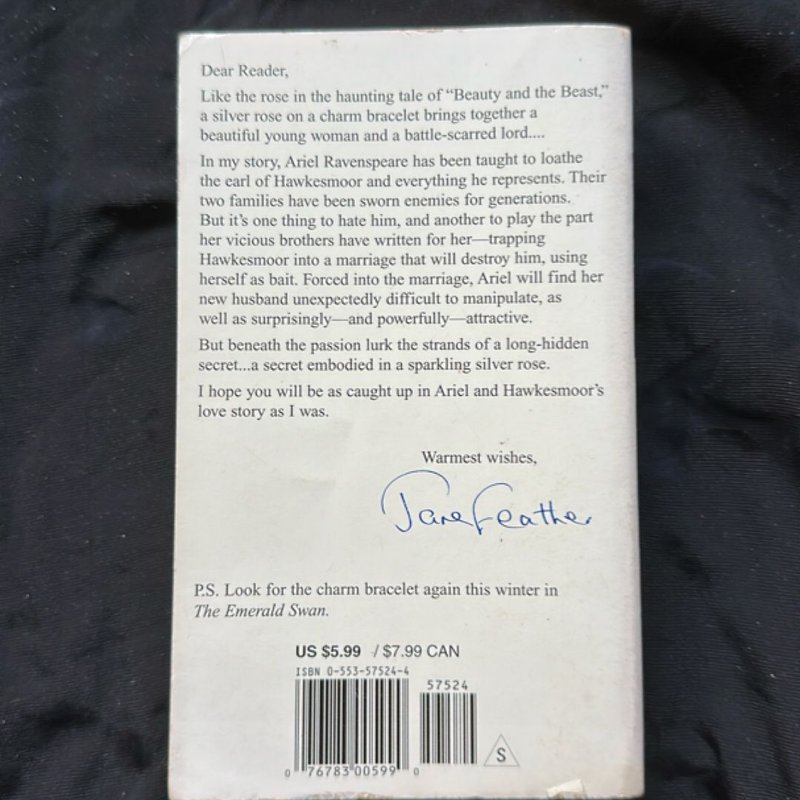 Dear Reader,
Like the rose in the haunting tale of “Beauty and the Beast,”
a silver rose on a charm bracelet brings together a
beautiful young woman and a battle-scarred lord....
In my story, Ariel Ravenspeare has been taught to loathe
the earl of Hawkesmoor and everything he represents. Their
two families have been sworn enemies for generations.
But it’s one thing to hate him, and another to play the part
her vicious brothers have written for her—trapping
Hawkesmoor into a marriage that will destroy him, using
herself as bait. Forced into the marriage, Ariel will find her
new husband unexpectedly difficult to manipulate, as
well as surprisingly—and powerfully—attractive.
But beneath the passion lurk the strands of a long-hidden
secret...a secret embodied in a sparkling silver rose.
I hope you will be as caught up in Ariel and Hawkesmoor’s
love story as I was.
Warmest wishes,
Jane Feather
P.S. Look for the charm bracelet again this winter in
The Emerald Swan.
US $5.99 / $7.99 CAN
ISBN 0-553-57524-4
57524
0 76783 00599 0
S